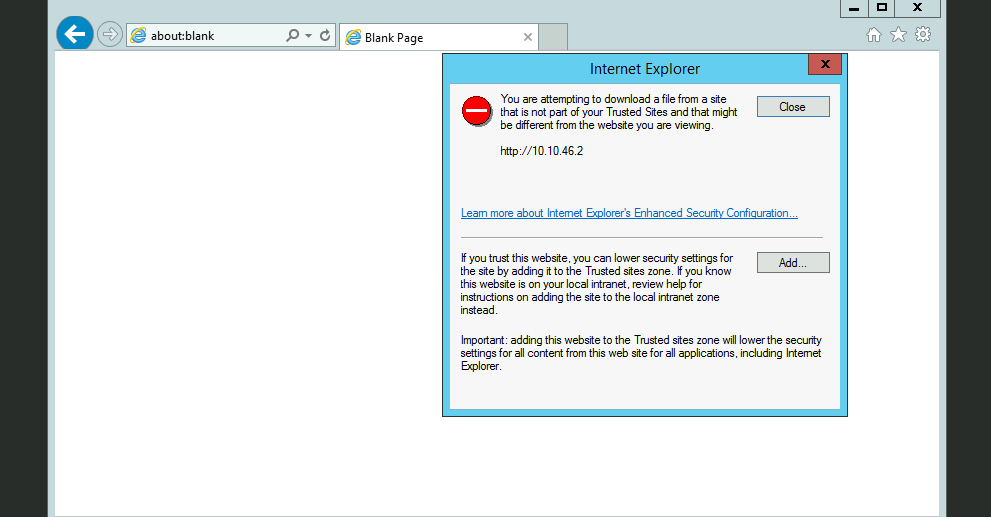 about:blank
Blank Page
Internet Explorer
You are attempting to download a file from a site
that is not part of your Trusted Sites and that might
be different from the website you are viewing.
Close
http://10.10.46.2
Learn more about Internet Explorer's Enhanced Security Configuration...
If you trust this website, you can lower security settings for
the site by adding it to the Trusted sites zone. If you know
this website is on your local intranet, review help for
instructions on adding the site to the local intranet zone
instead.
Add...
Important: adding this website to the Trusted sites zone will lower the security
settings for all content from this web site for all applications, including Internet
Explorer.